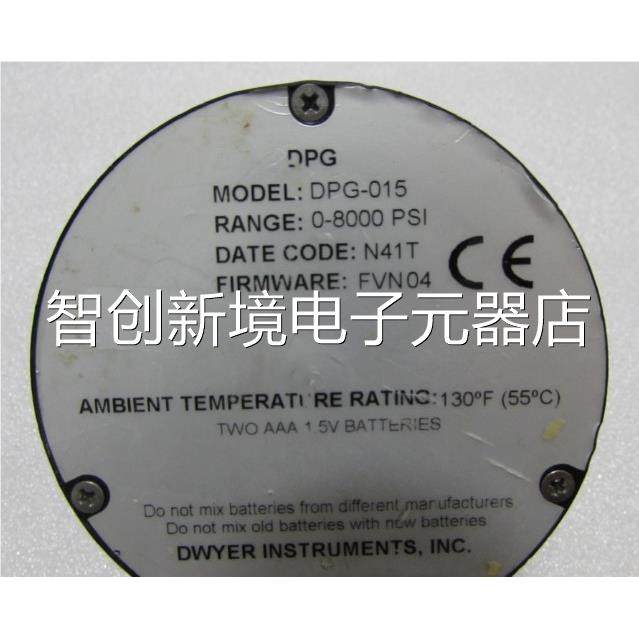 DPG
MODEL: DPG-015
RANGE: 0-8000 PSI
DATE CODE: N41T
FIRMWARE: FVN04
CE
智创新境电子元器店
AMBIENT TEMPERATURE RATING: 130ºF (55ºC)
TWO AAA 1.5V BATTERIES
Do not mix batteries from different manufacturers
Do not mix old batteries with new batteries
DWYER INSTRUMENTS, INC.